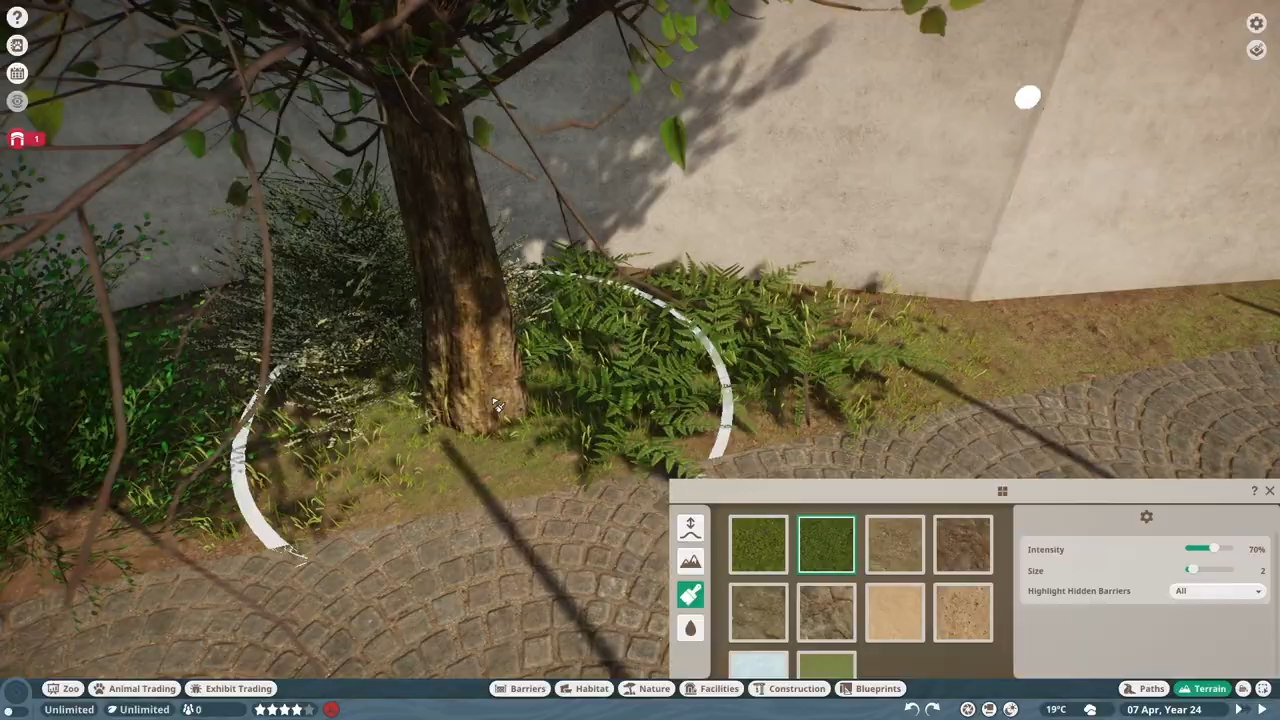 ?
1
? ×
Intensity 70%
Size 2
Highlight Hidden Barriers All
Zoo Animal Trading Exhibit Trading Barriers Habitat Nature Facilities Construction Blueprints Paths Terrain
Unlimited Unlimited 0 19°C 07 Apr, Year 24